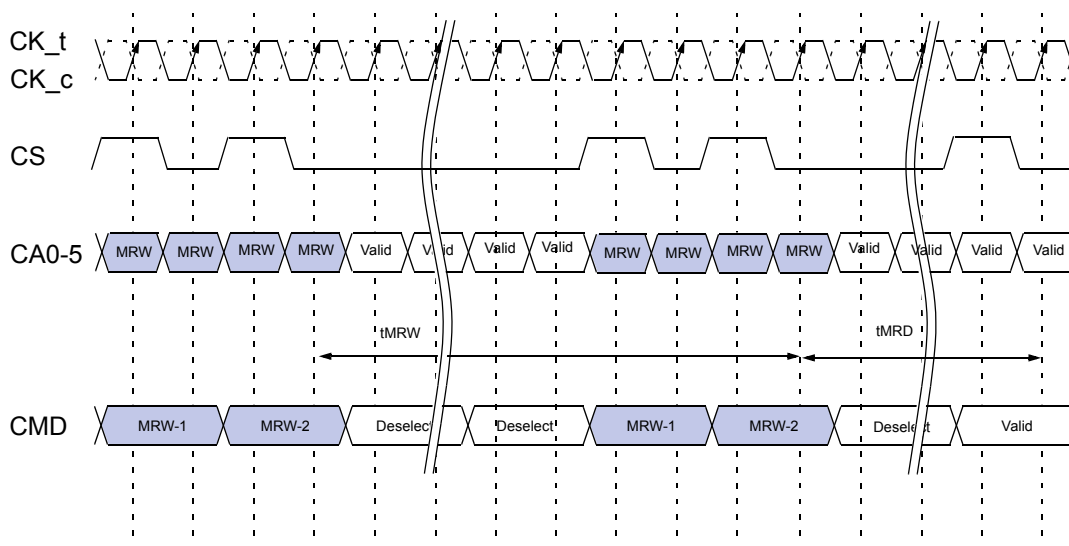 CK_t
CK_c
CS
CA0-5 MRW MRW MRW MRW Valid Valid Valid Valid MRW MRW MRW MRW Valid Valid Valid Valid
tMRW tMRD
CMD MRW-1 MRW-2 Deselect Deselect MRW-1 MRW-2 Deselect Valid